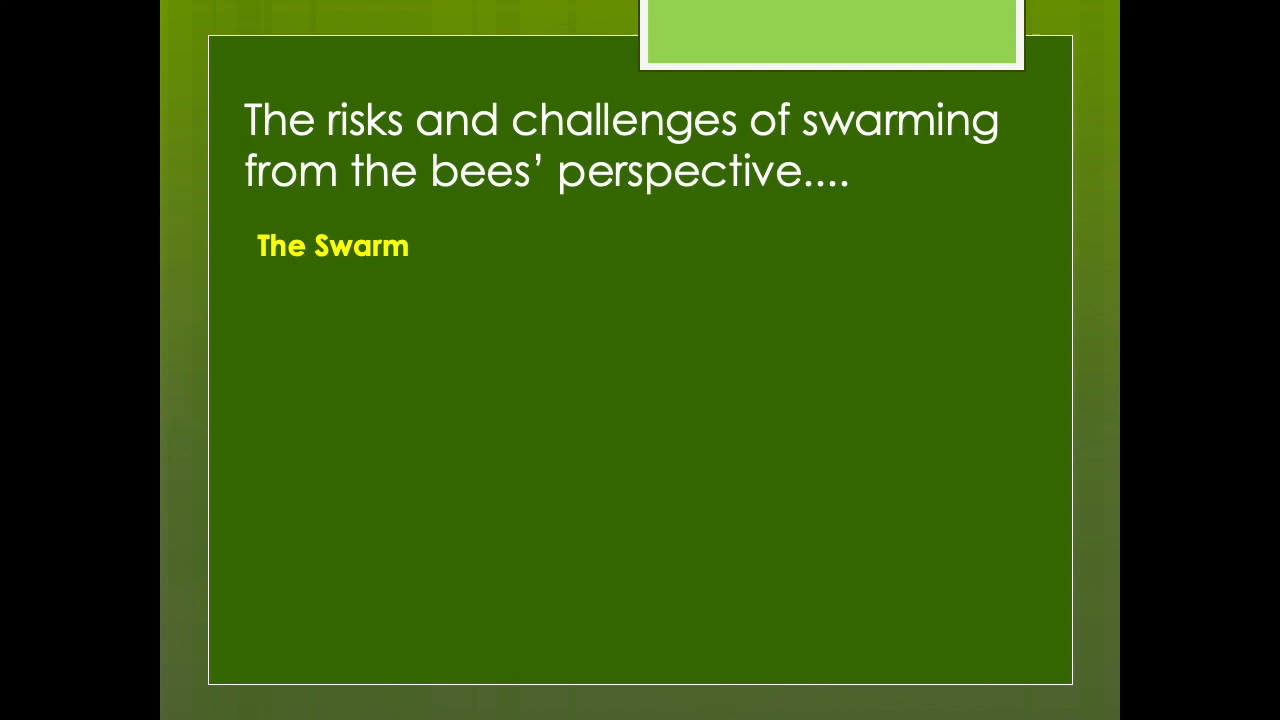 The risks and challenges of swarming
from the bees’ perspective....
The Swarm